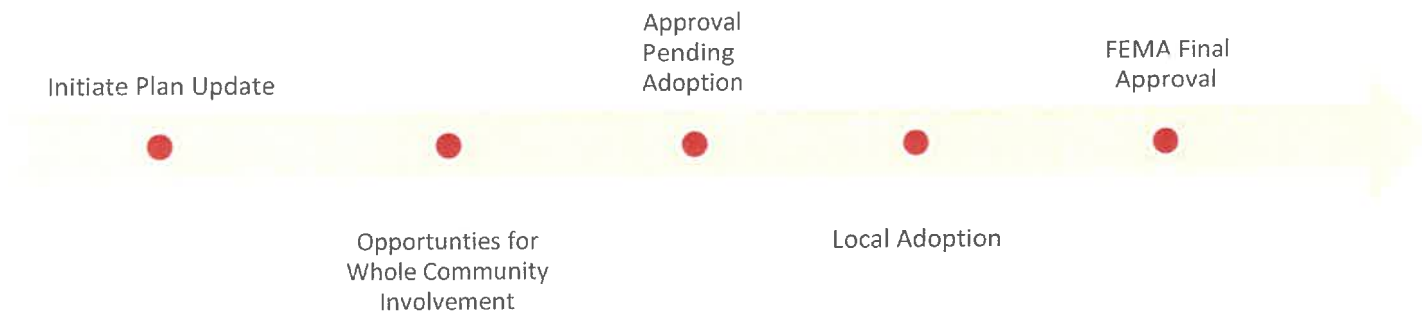 Initiate Plan Update
Opportunties for
Whole Community
Involvement
Approval
Pending
Adoption
Local Adoption
FEMA Final
Approval